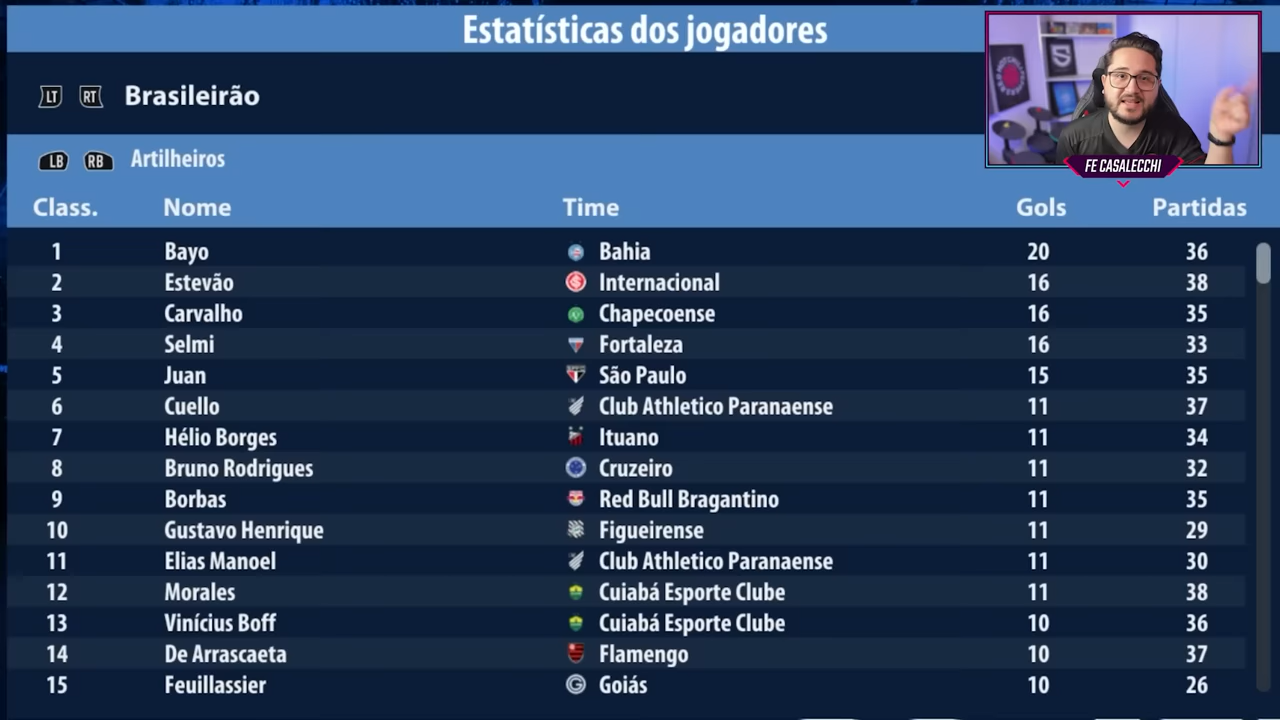 Estatísticas dos jogadores
LT RT Brasileirão
FE CASALECCHI
LB RB Artilheiros
Class. Nome Time Gols Partidas
1 Bayo Bahia 20 36
2 Estevão Internacional 16 38
3 Carvalho Chapecoense 16 35
4 Selmi Fortaleza 16 33
5 Juan São Paulo 15 35
6 Cuello Club Athletico Paranaense 11 37
7 Hélio Borges Ituano 11 34
8 Bruno Rodrigues Cruzeiro 11 32
9 Borbas Red Bull Bragantino 11 35
10 Gustavo Henrique Figueirense 11 29
11 Elias Manoel Club Athletico Paranaense 11 30
12 Morales Cuiabá Esporte Clube 11 38
13 Vinícius Boff Cuiabá Esporte Clube 10 36
14 De Arrascaeta Flamengo 10 37
15 Feuillassier Goiás 10 26